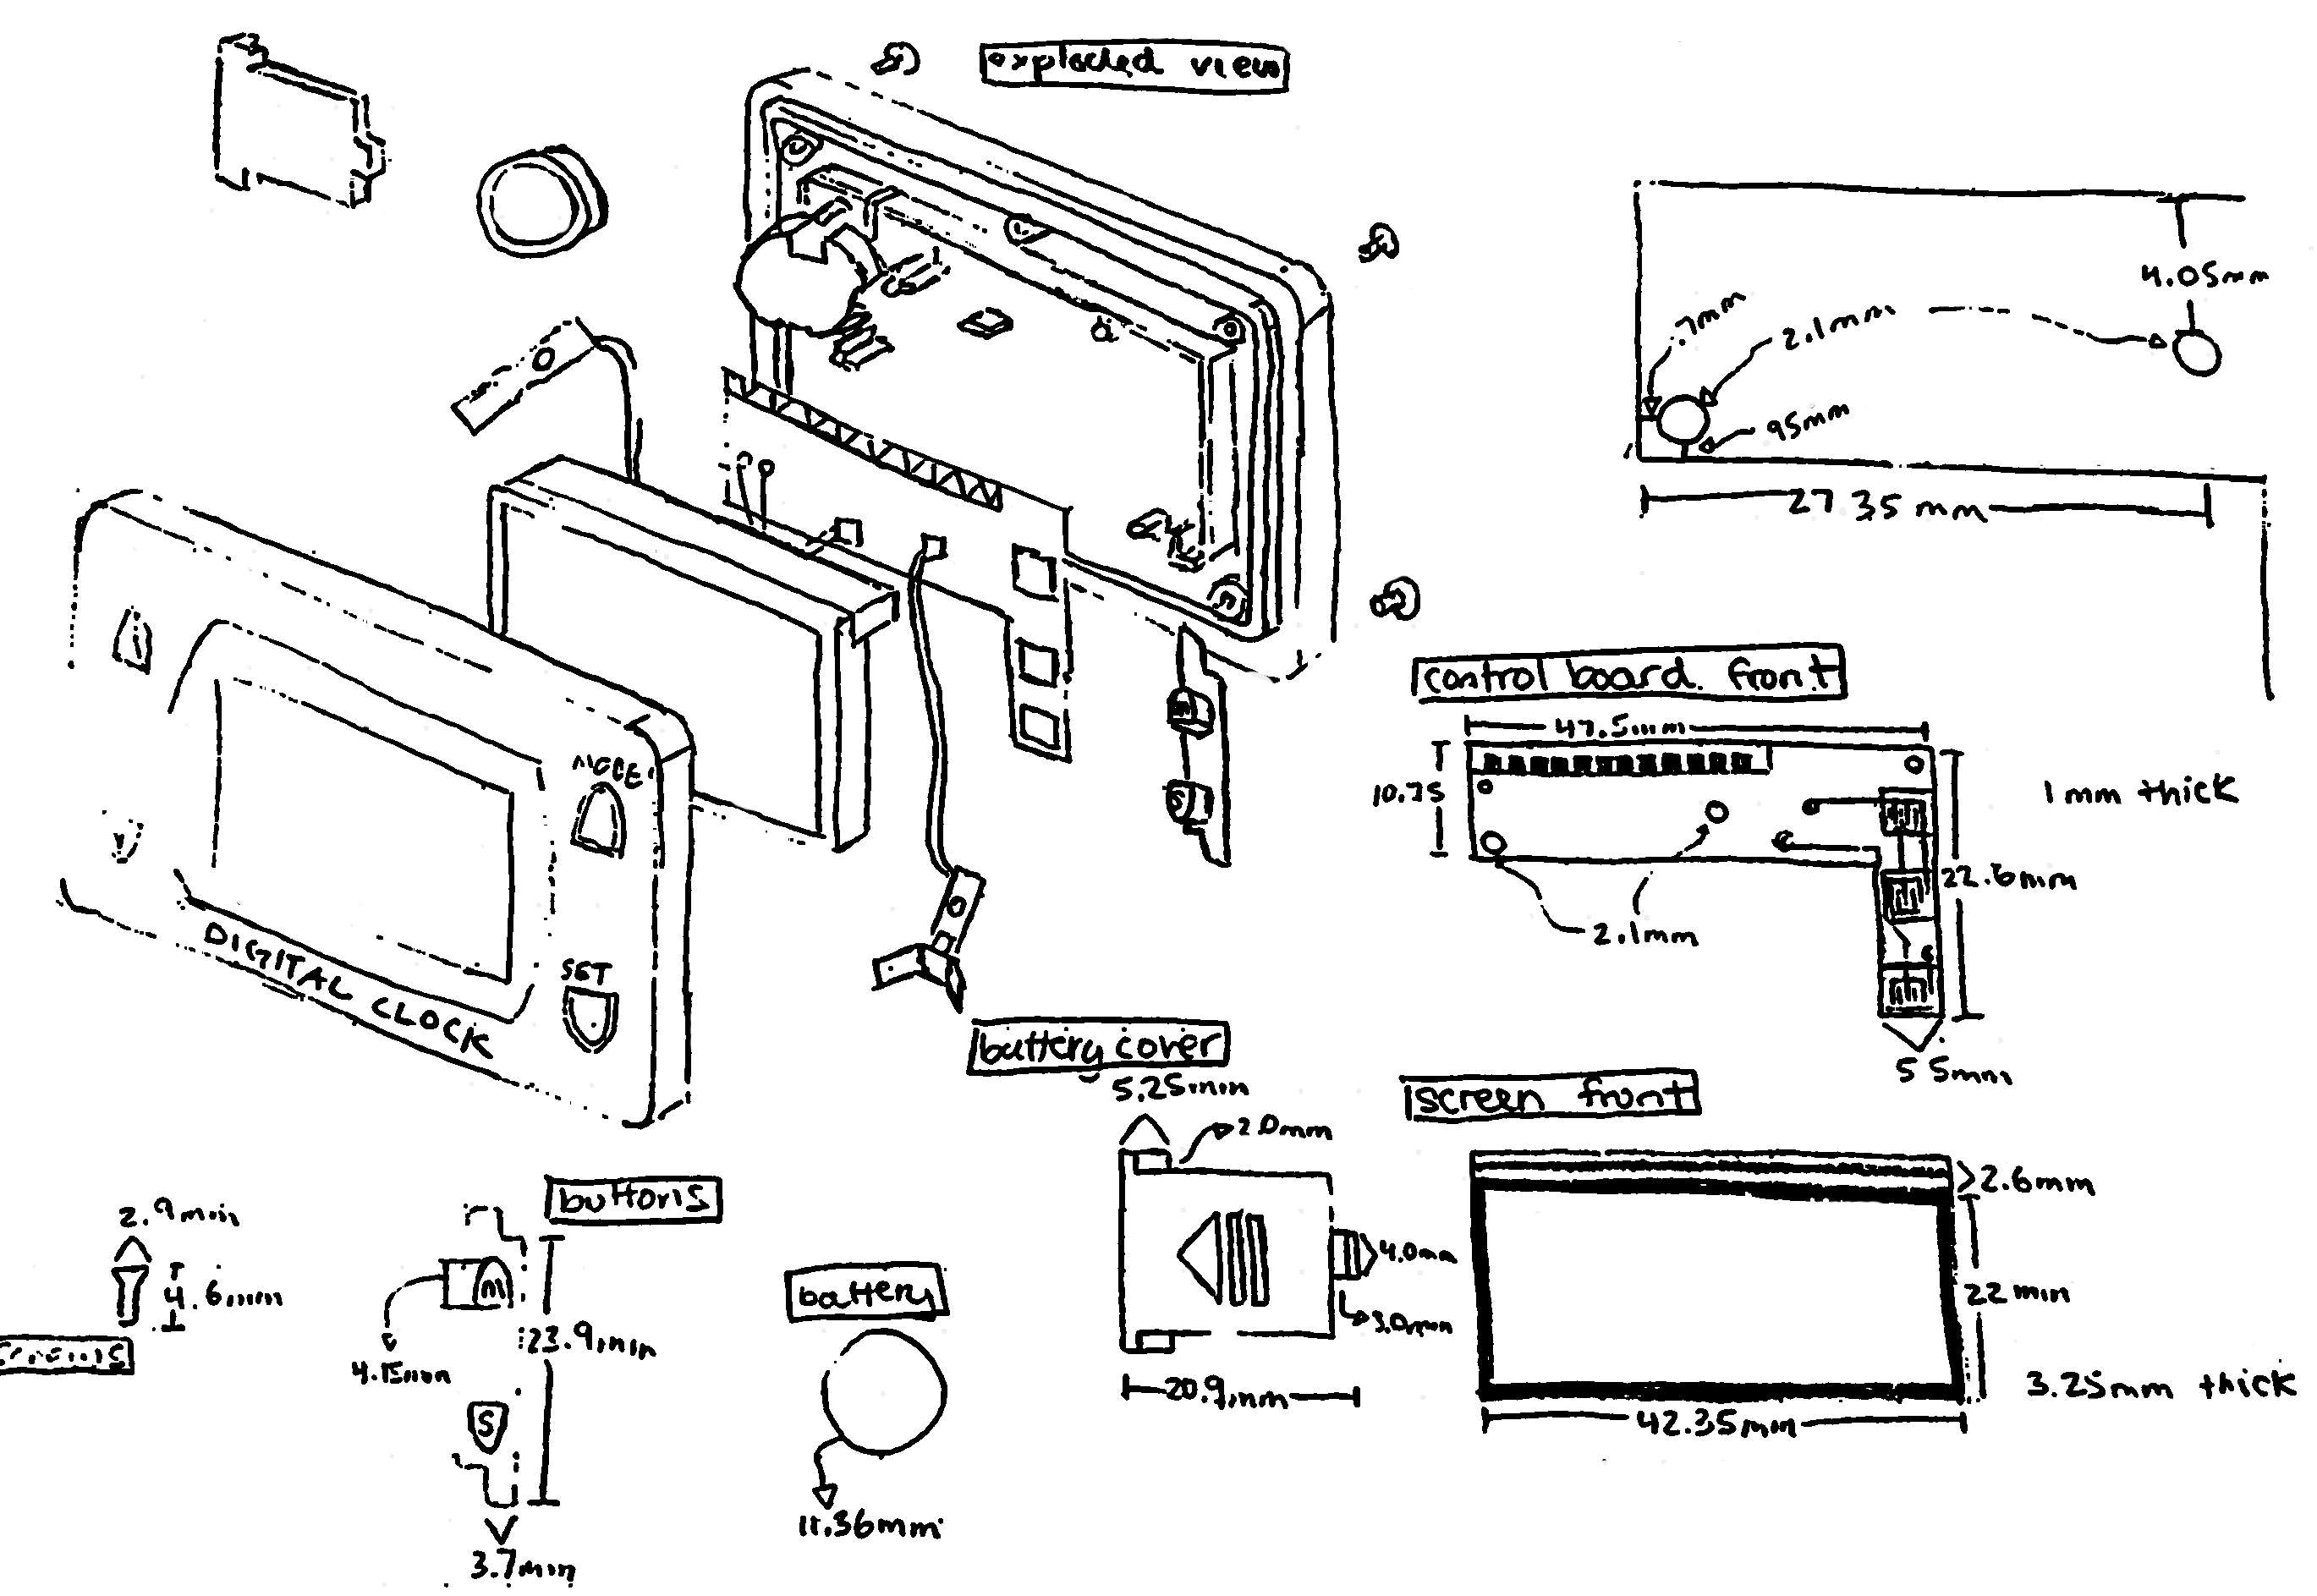 exploded view
4.05mm
.7mm
2.1mm
.95mm
27.35 mm
control board front
47.5mm
10.75
1 mm thick
22.6mm
2.1mm
5.5mm
MODE
SET
DIGITAL CLOCK
battery cover
5.25mm
2.0mm
4.0mm
3.0mm
20.9mm
screen front
2.6mm
22mm
3.25mm thick
42.35mm
buttons
M
4.15mm
23.9mm
S
3.7mm
battery
11.36mm
2.9mm
4.6mm